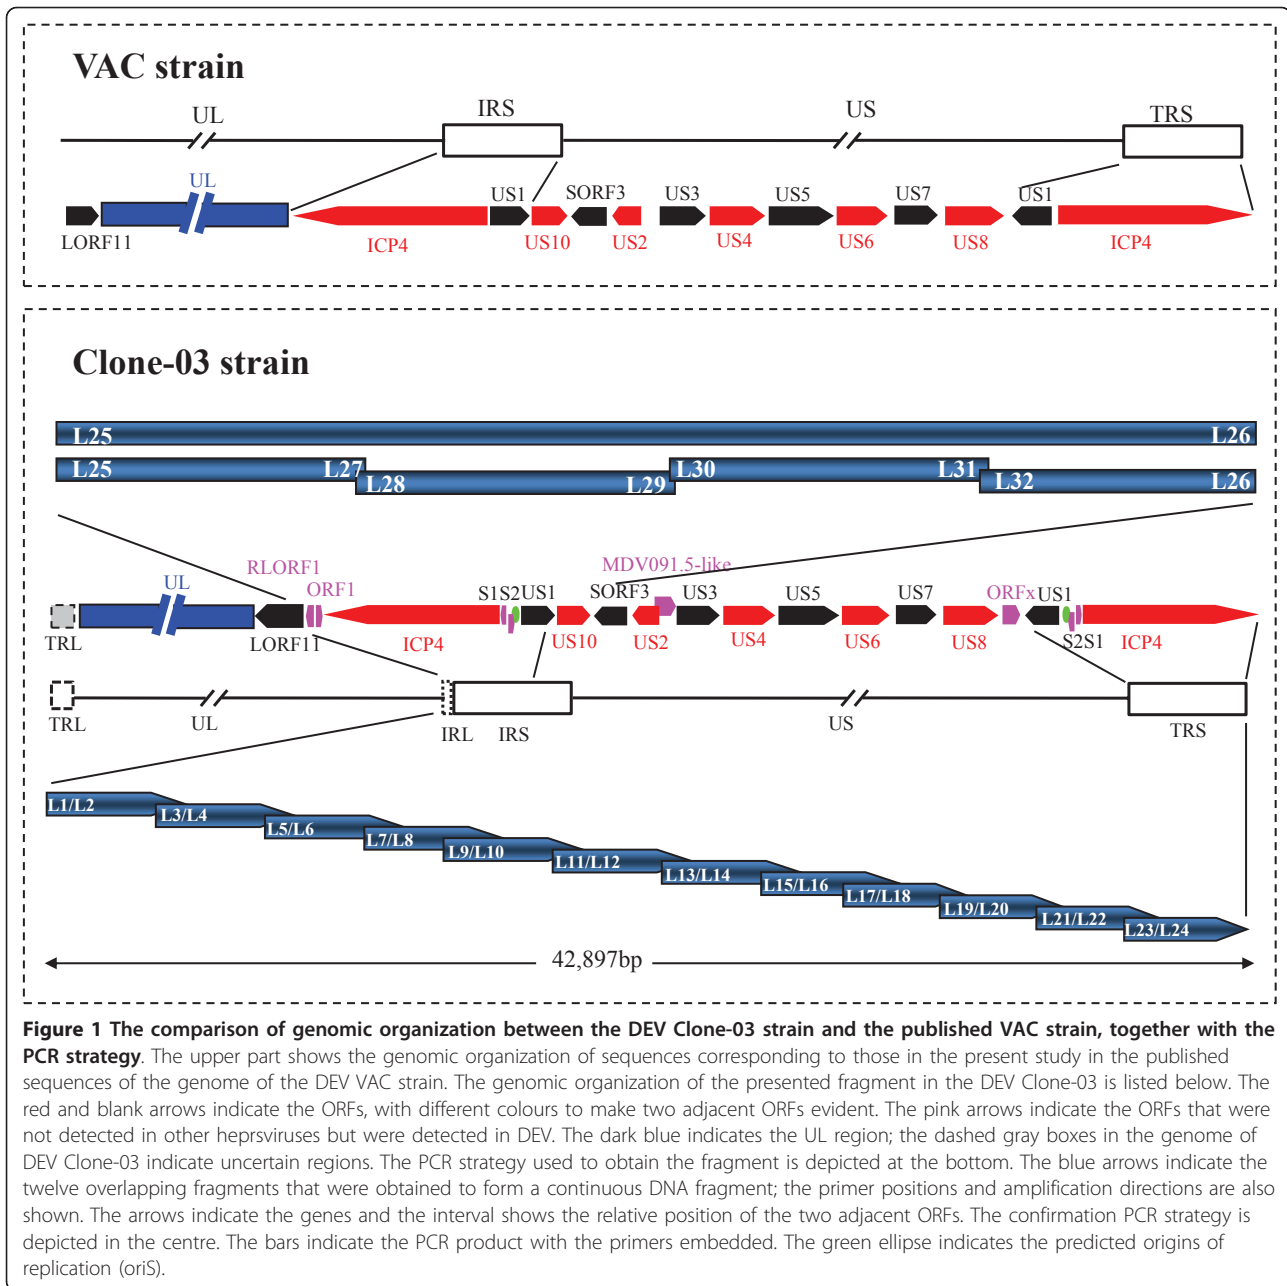 VAC strain
UL
IRS
US
TRS
UL
US1
SORF3
US3
US5
US7
US1
LORF11
ICP4
US10
US2
US4
US6
US8
ICP4
Clone-03 strain
L25
L26
L25
L27
L28
L29
L30
L31
L32
L26
MDV091.5-like
RLORF1
UL
ORF1
S1S2
US1
SORF3
US3
US5
US7
ORFx
US1
TRL
LORF11
ICP4
US10
US2
US4
US6
US8
S2S1
ICP4
TRL
UL
IRL
IRS
US
TRS
L1/L2
L3/L4
L5/L6
L7/L8
L9/L10
L11/L12
L13/L14
L15/L16
L17/L18
L19/L20
L21/L22
L23/L24
42,897bp
Figure 1 The comparison of genomic organization between the DEV Clone-03 strain and the published VAC strain, together with the
PCR strategy. The upper part shows the genomic organization of sequences corresponding to those in the present study in the published
sequences of the genome of the DEV VAC strain. The genomic organization of the presented fragment in the DEV Clone-03 is listed below. The
red and blank arrows indicate the ORFs, with different colours to make two adjacent ORFs evident. The pink arrows indicate the ORFs that were
not detected in other heprsviruses but were detected in DEV. The dark blue indicates the UL region; the dashed gray boxes in the genome of
DEV Clone-03 indicate uncertain regions. The PCR strategy used to obtain the fragment is depicted at the bottom. The blue arrows indicate the
twelve overlapping fragments that were obtained to form a continuous DNA fragment; the primer positions and amplification directions are also
shown. The arrows indicate the genes and the interval shows the relative position of the two adjacent ORFs. The confirmation PCR strategy is
depicted in the centre. The bars indicate the PCR product with the primers embedded. The green ellipse indicates the predicted origins of
replication (oriS).